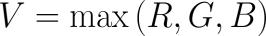 V = max (R, G, B)